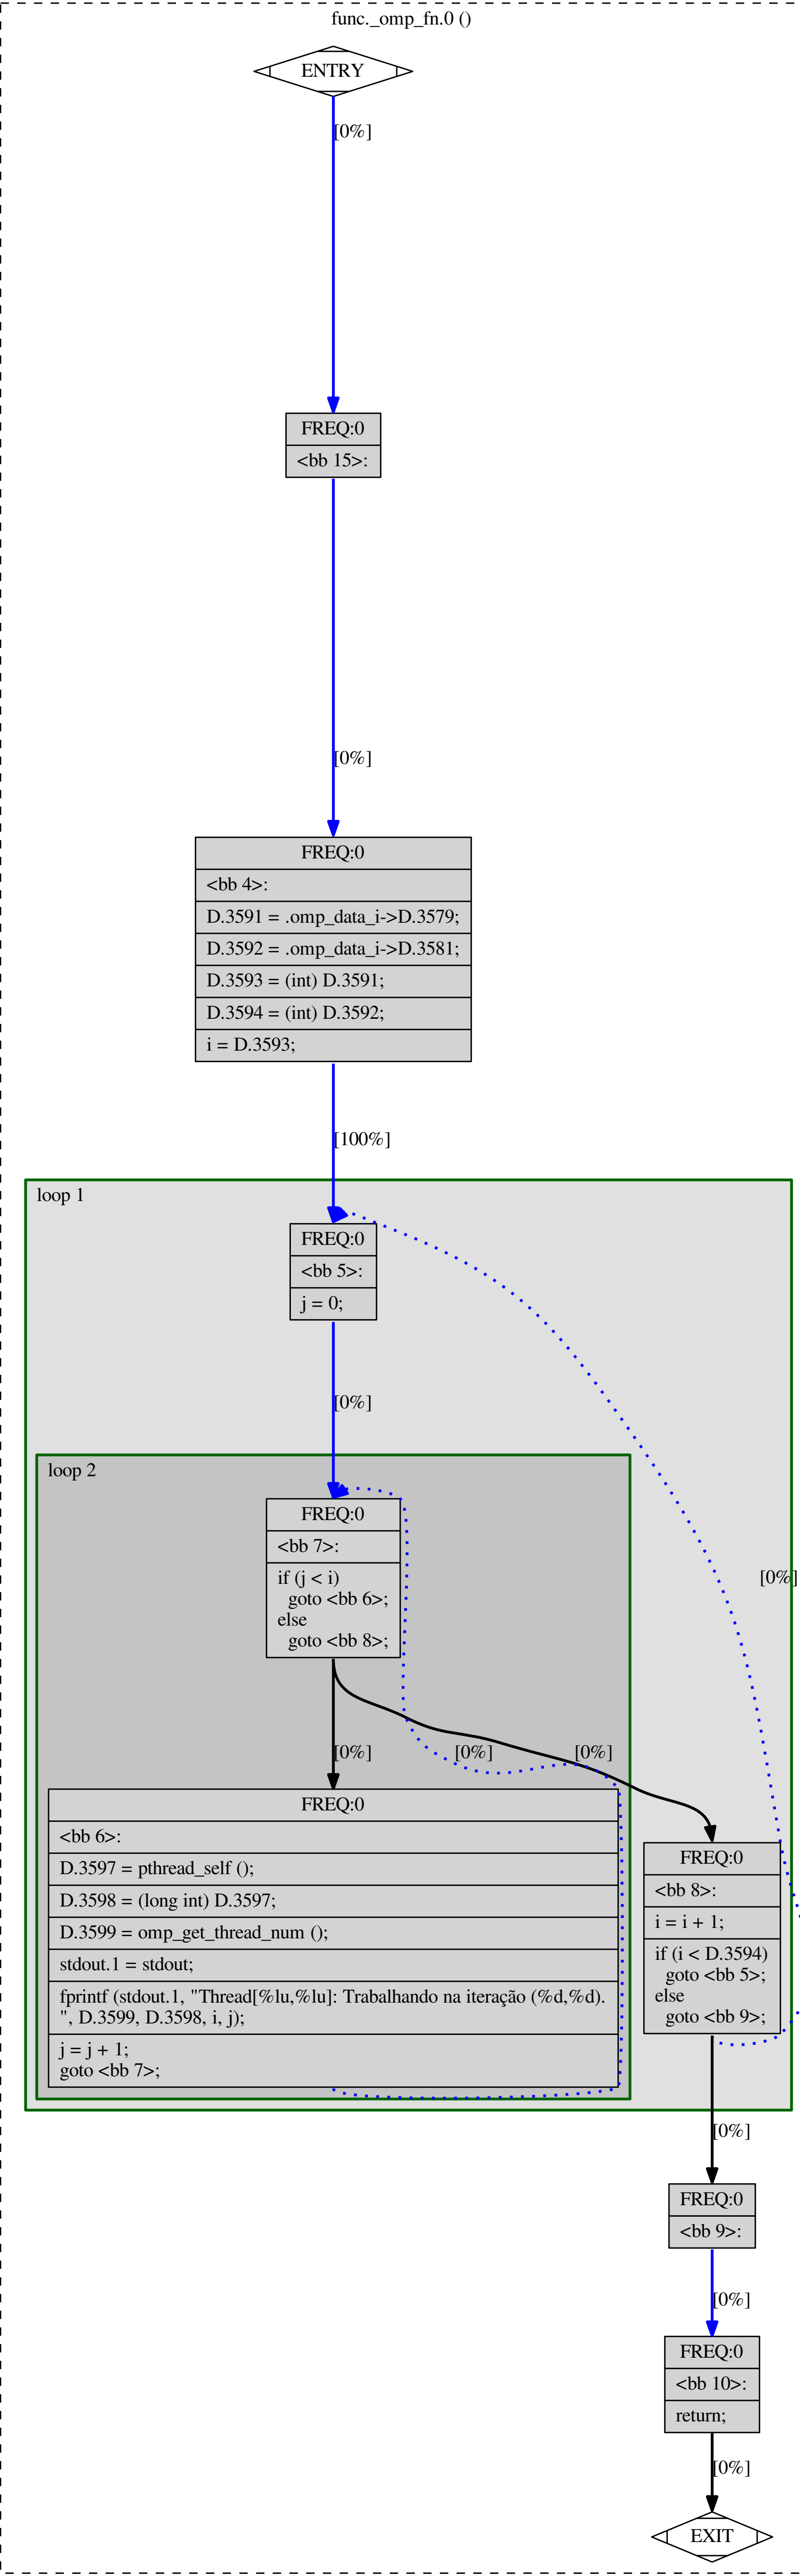 func._omp_fn.0 ()
ENTRY
[0%]
FREQ:0
<bb 15>:
[0%]
FREQ:0
<bb 4>:
D.3591 = .omp_data_i->D.3579;
D.3592 = .omp_data_i->D.3581;
D.3593 = (int) D.3591;
D.3594 = (int) D.3592;
i = D.3593;
[100%]
loop 1
FREQ:0
<bb 5>:
j = 0;
[0%]
loop 2
FREQ:0
<bb 7>:
if (j < i)
goto <bb 6>;
else
goto <bb 8>;
[0%]
[0%]
[0%]
[0%]
FREQ:0
<bb 6>:
D.3597 = pthread_self ();
D.3598 = (long int) D.3597;
D.3599 = omp_get_thread_num ();
stdout.1 = stdout;
fprintf (stdout.1, "Thread[%lu,%lu]: Trabalhando na iteração (%d,%d).
", D.3599, D.3598, i, j);
j = j + 1;
goto <bb 7>;
FREQ:0
<bb 8>:
i = i + 1;
if (i < D.3594)
goto <bb 5>;
else
goto <bb 9>;
[0%]
FREQ:0
<bb 9>:
[0%]
FREQ:0
<bb 10>:
return;
[0%]
EXIT